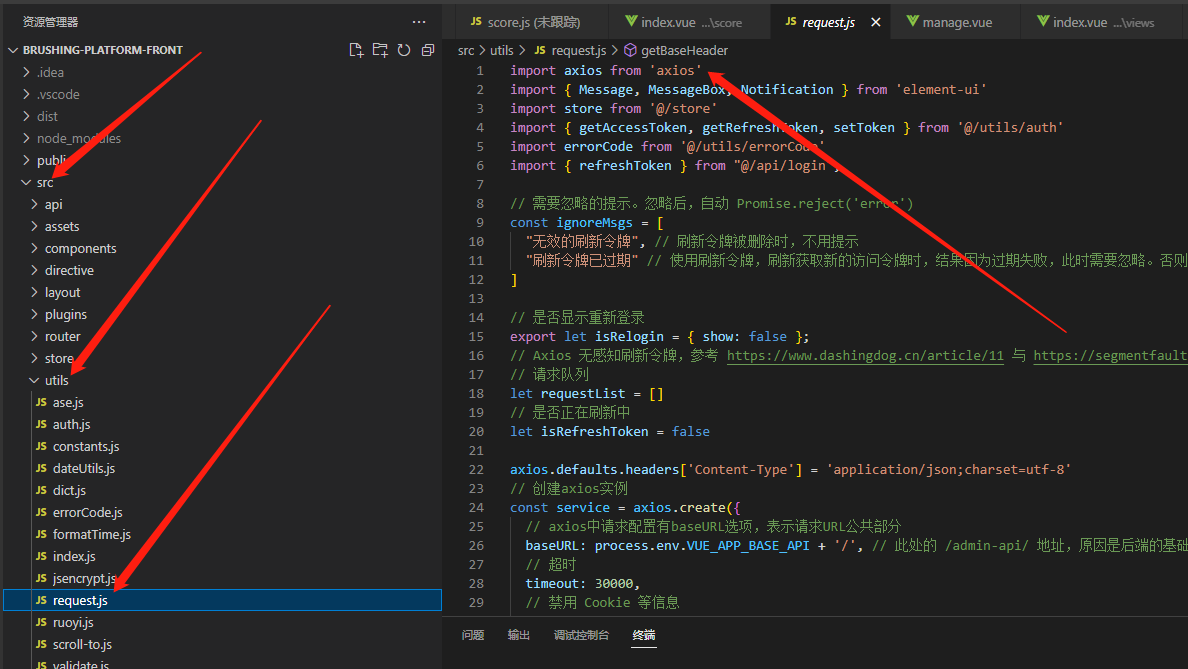 资源管理器
···
BRUSHING-PLATFORM-FRONT
.idea
.vscode
dist
node_modules
publi
src
api
assets
components
directive
layout
plugins
router
store
utils
JS ase.js
JS auth.js
JS constants.js
JS dateUtils.js
JS dict.js
JS errorCode.js
JS formatTime.js
JS index.js
JS jsencrypt.js
JS request.js
JS ruoyi.js
JS scroll-to.js
JS validate.js
JS score.js (未跟踪)
index.vue ...\score
JS request.js ×
manage.vue
index.vue ...\views
src > utils > JS request.js > getBaseHeader
1 import axios from 'axios'
2 import { Message, MessageBox, Notification } from 'element-ui'
3 import store from '@/store'
4 import { getAccessToken, getRefreshToken, setToken } from '@/utils/auth'
5 import errorCode from '@/utils/errorCode'
6 import { refreshToken } from "@/api/login
7
8 // 需要忽略的提示。忽略后，自动 Promise.reject('error')
9 const ignoreMsgs = [
10 "无效的刷新令牌", // 刷新令牌被删除时，不用提示
11 "刷新令牌已过期" // 使用刷新令牌，刷新获取新的访问令牌时，结果因为过期失败，此时需要忽略。否则
12 ]
13
14 // 是否显示重新登录
15 export let isRelogin = { show: false };
16 // Axios 无感知刷新令牌，参考 https://www.dashingdog.cn/article/11 与 https://segmentfault
17 // 请求队列
18 let requestList = []
19 // 是否正在刷新中
20 let isRefreshToken = false
21
22 axios.defaults.headers['Content-Type'] = 'application/json;charset=utf-8'
23 // 创建axios实例
24 const service = axios.create({
25 // axios中请求配置有baseURL选项，表示请求URL公共部分
26 baseURL: process.env.VUE_APP_BASE_API + '/', // 此处的 /admin-api/ 地址，原因是后端的基础
27 // 超时
28 timeout: 30000,
29 // 禁用 Cookie 等信息
问题 输出 调试控制台 终端